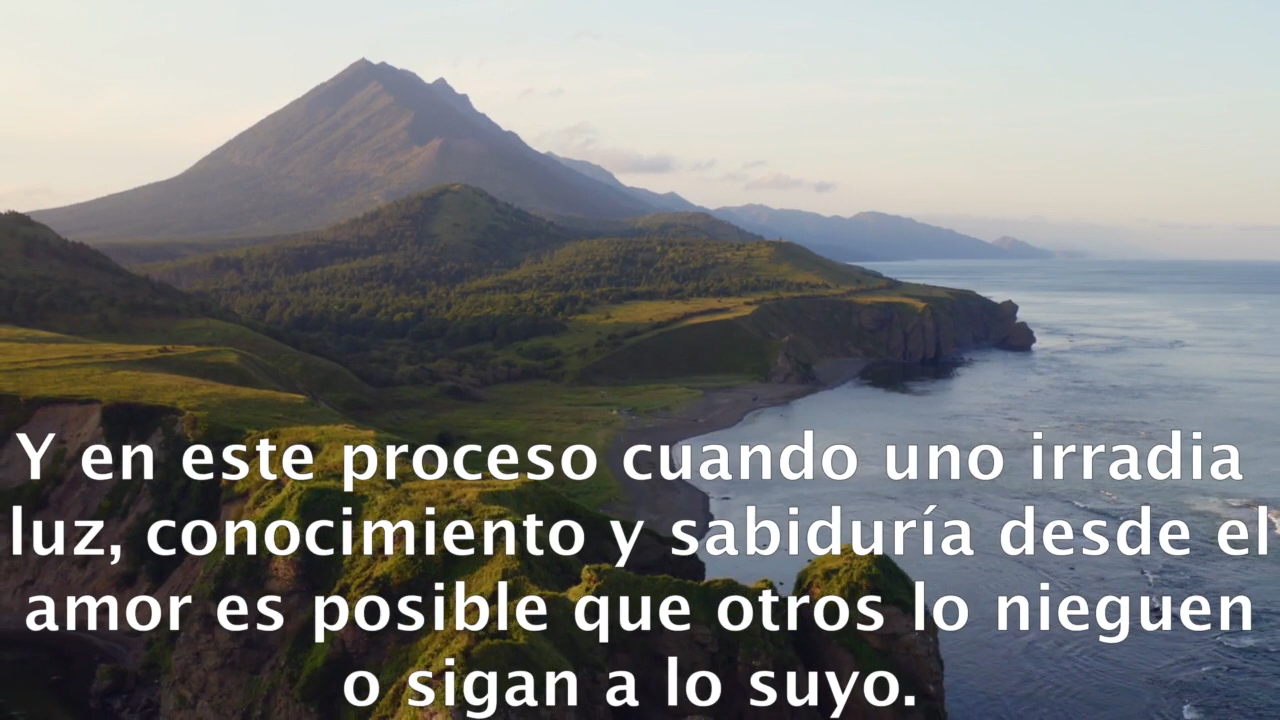 Y en este proceso cuando uno irradia
luz, conocimiento y sabiduría desde el
amor es posible que otros lo nieguen
o sigan a lo suyo.